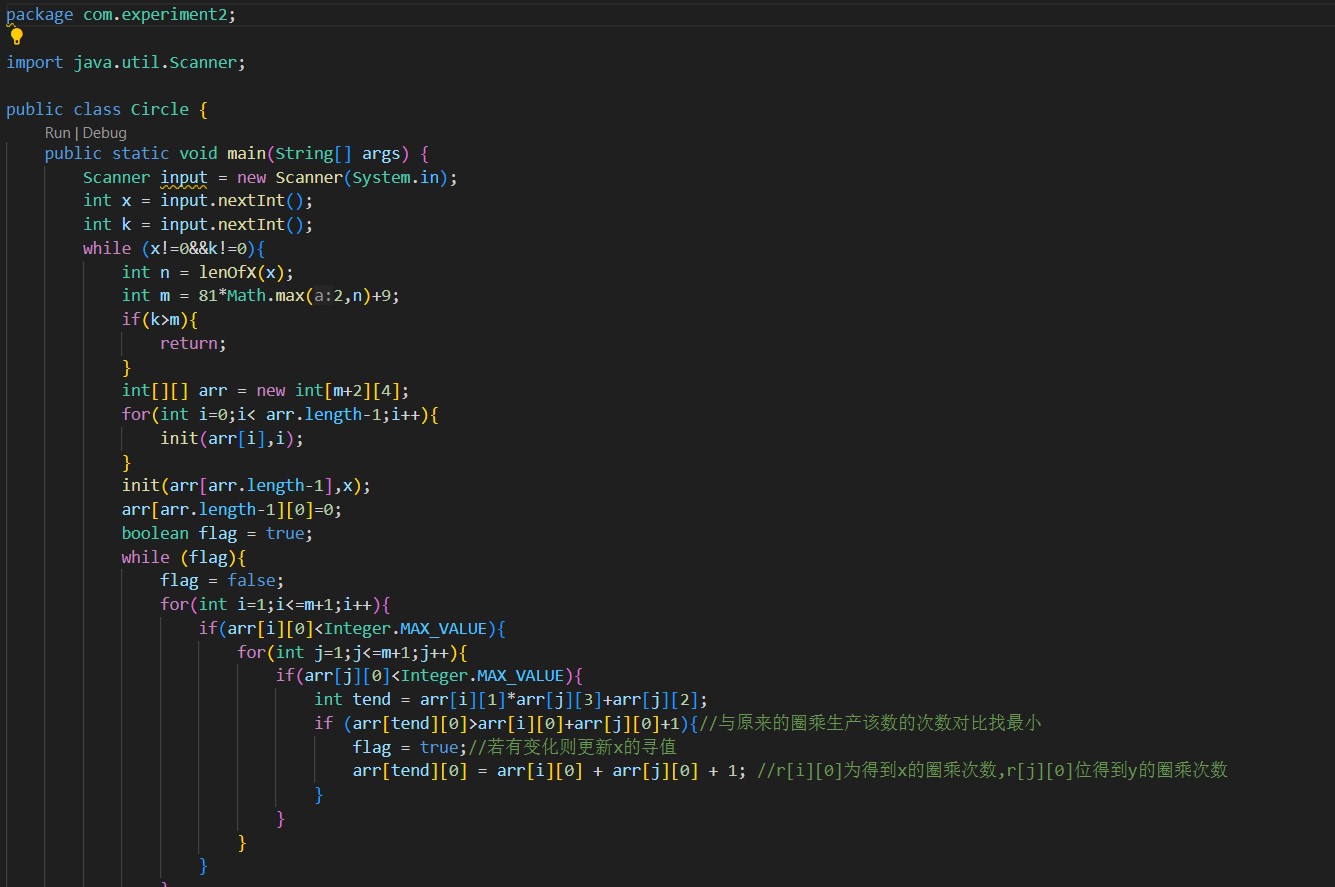 package com.experiment2;
import java.util.Scanner;
public class Circle {
Run | Debug
public static void main(String[] args) {
Scanner input = new Scanner(System.in);
int x = input.nextInt();
int k = input.nextInt();
while (x!=0&&k!=0){
int n = lenOfX(x);
int m = 81*Math.max(a:2,n)+9;
if(k>m){
return;
}
int[][] arr = new int[m+2][4];
for(int i=0;i< arr.length-1;i++){
init(arr[i],i);
}
init(arr[arr.length-1],x);
arr[arr.length-1][0]=0;
boolean flag = true;
while (flag){
flag = false;
for(int i=1;i<=m+1;i++){
if(arr[i][0]<Integer.MAX_VALUE){
for(int j=1;j<=m+1;j++){
if(arr[j][0]<Integer.MAX_VALUE){
int tend = arr[i][1]*arr[j][3]+arr[j][2];
if (arr[tend][0]>arr[i][0]+arr[j][0]+1){//与原来的圈乘生产该数的次数对比找最小
flag = true;//若有变化则更新x的寻值
arr[tend][0] = arr[i][0] + arr[j][0] + 1; //r[i][0]为得到x的圈乘次数,r[j][0]位得到y的圈乘次数
}
}
}
}
}